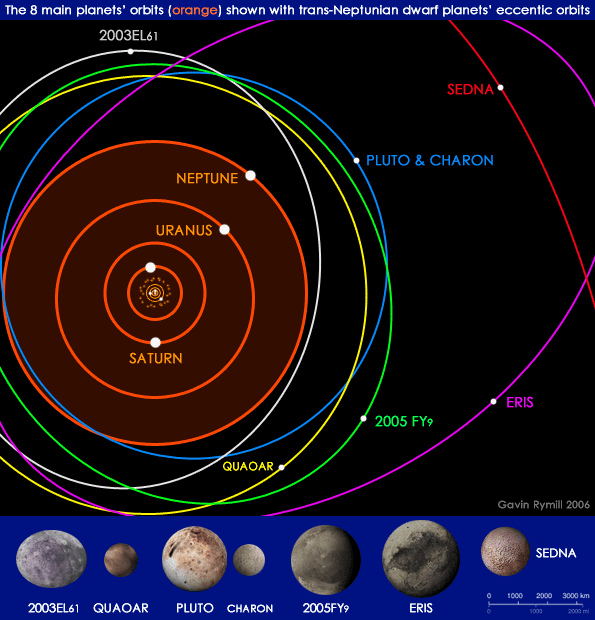 The 8 main planets' orbits (orange) shown with trans-Neptunian dwarf planets' eccentic orbits
2003EL61
SEDNA
PLUTO & CHARON
NEPTUNE
URANUS
SATURN
ERIS
2005 FY9
QUAOAR
Gavin Rymill 2006
SEDNA
2003EL61 QUAOAR PLUTO CHARON 2005FY9 ERIS
0 1000 2000 3000 km
0 1000 2000 mi